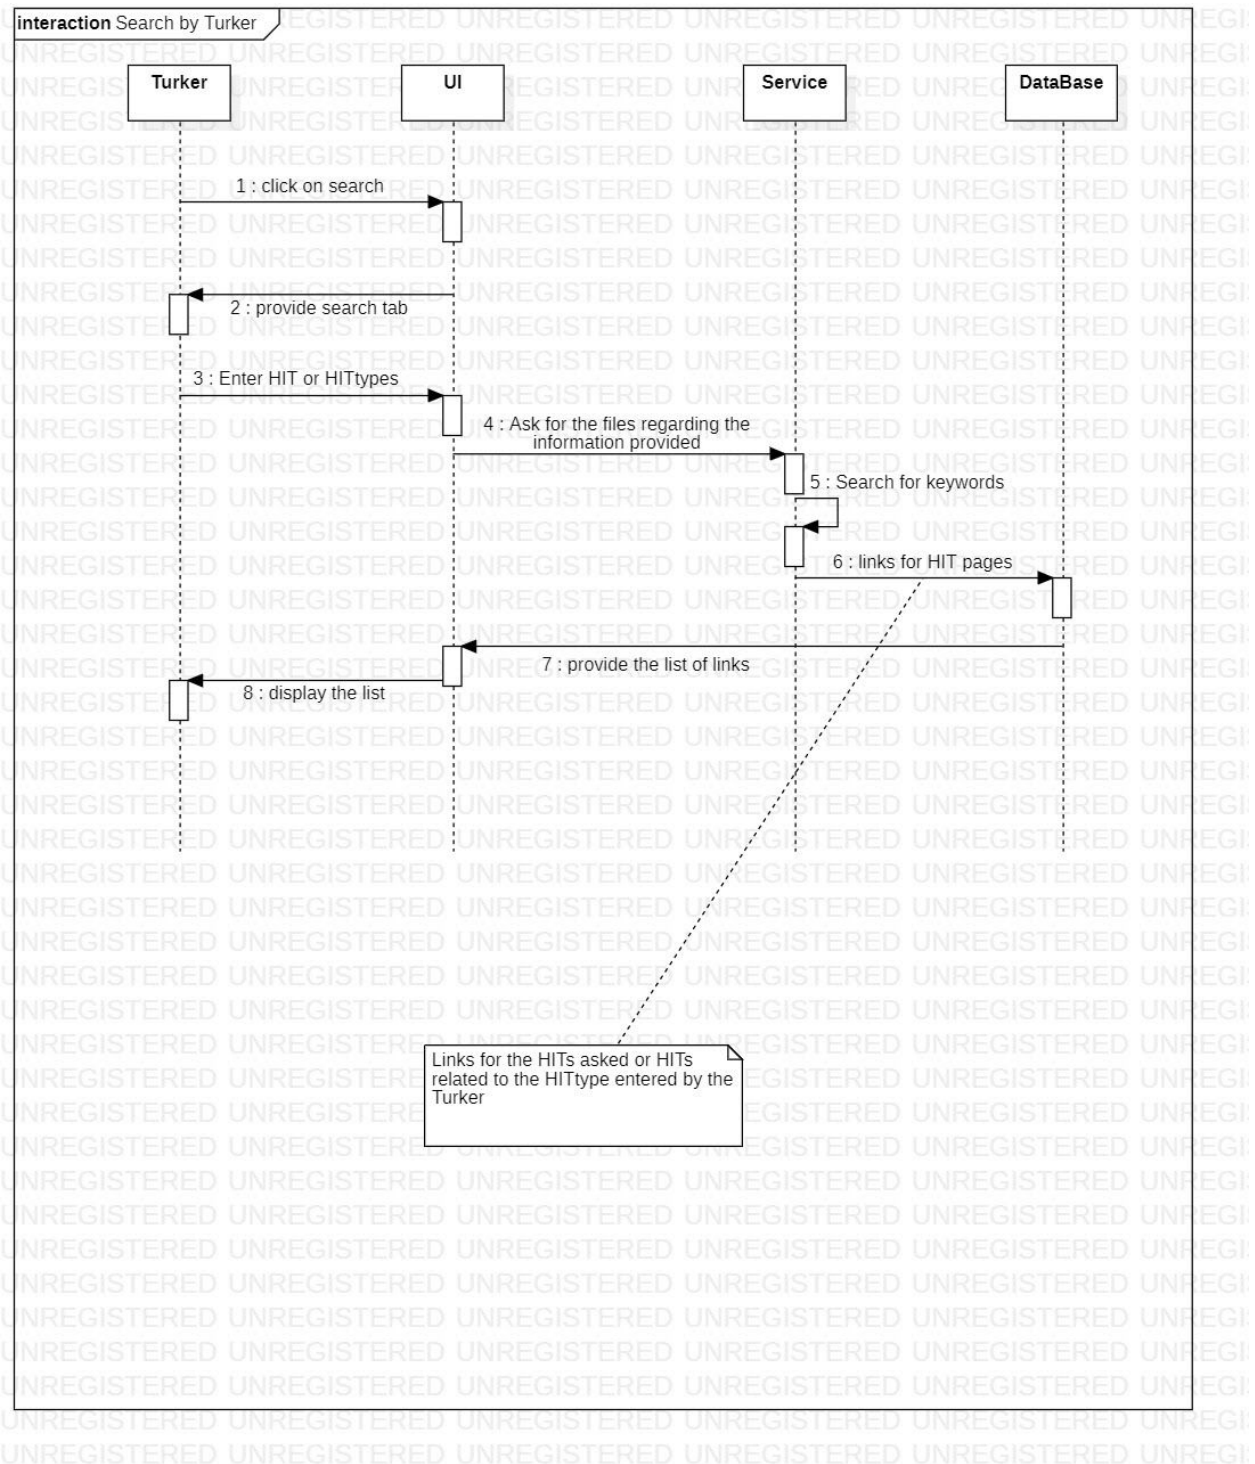 interaction Search by Turker
Turker
UI
Service
DataBase
1 : click on search
2 : provide search tab
3 : Enter HIT or HITtypes
4 : Ask for the files regarding the
information provided
5 : Search for keywords
6 : links for HIT pages
7 : provide the list of links
8 : display the list
Links for the HITs asked or HITs
related to the HITtype entered by the
Turker
UNREGISTERED